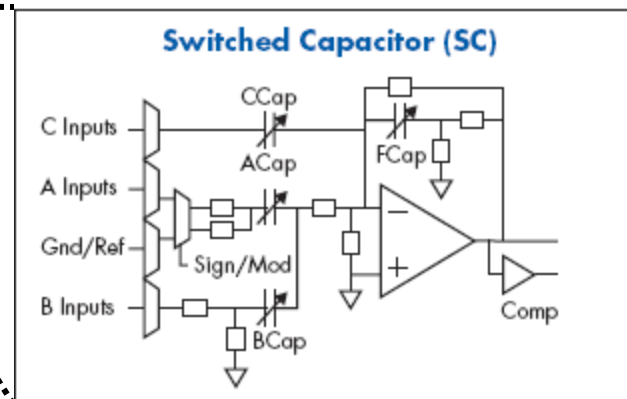 Switched Capacitor (SC)
CCap
C Inputs
ACap
FCap
A Inputs
Gnd/Ref
Sign/Mod
B Inputs
BCap
Comp